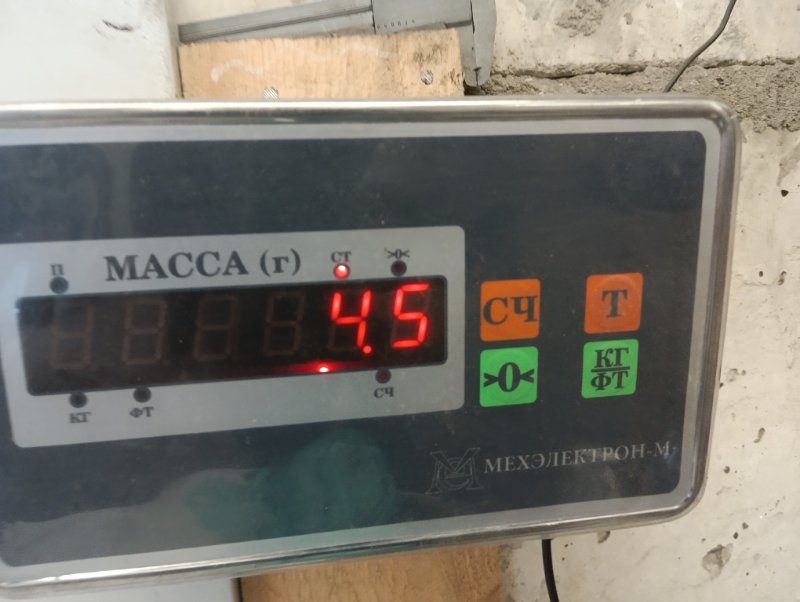 П МАССА (г) СТ >0<
4.5
КГ ФТ СЧ
СЧ Т
>0< КГ/ФТ
МЕХЭЛЕКТРОН-М